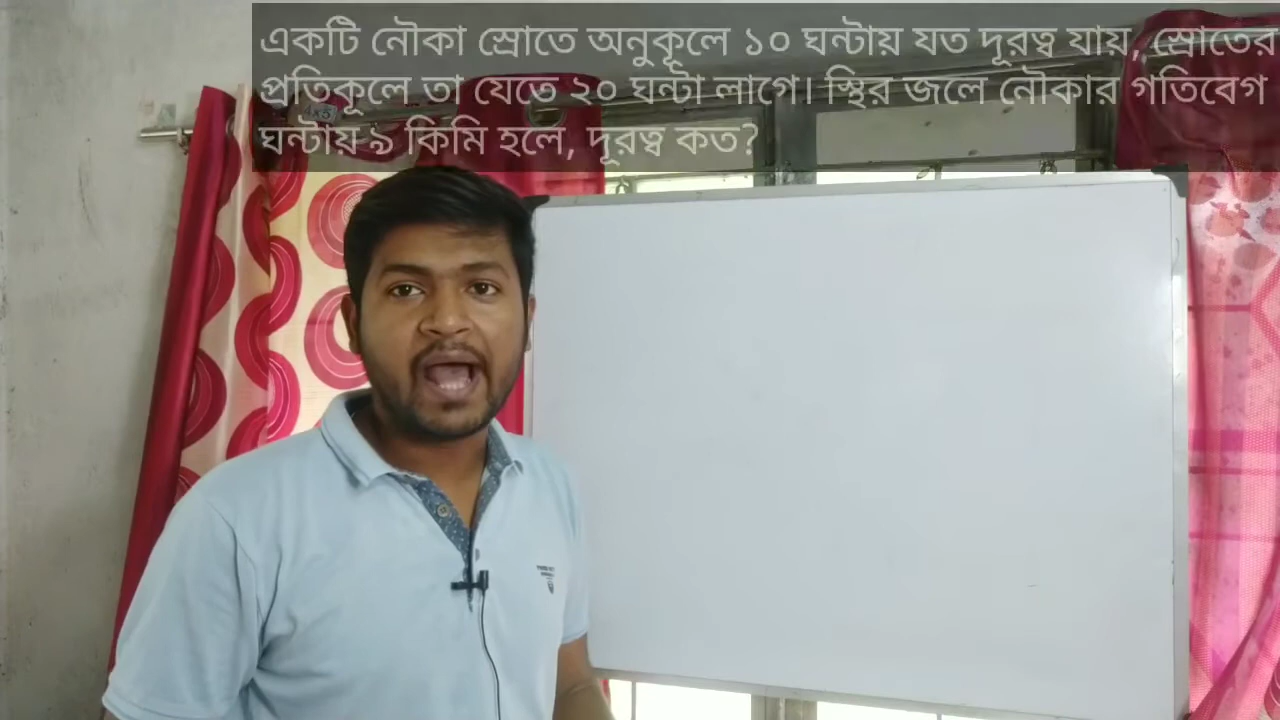 একটি নৌকা স্রোতে অনুকূলে ১০ ঘন্টায় যত দূরত্ব যায়, স্রোতের
প্রতিকূলে তা যেতে ২০ ঘন্টা লাগে। স্থির জলে নৌকার গতিবেগ
ঘন্টায় ৯ কিমি হলে, দূরত্ব কত?